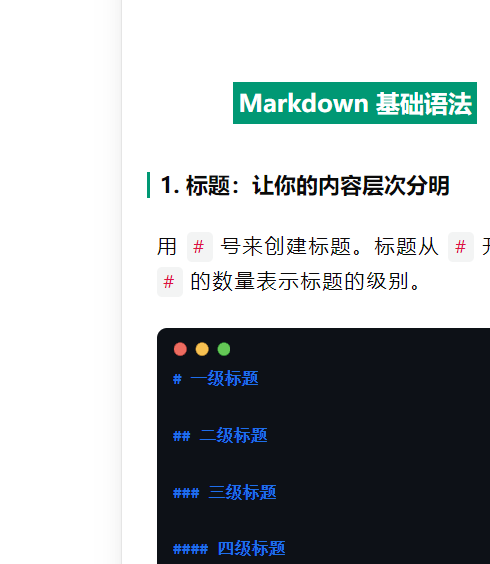 Markdown 基础语法
1. 标题：让你的内容层次分明
用 # 号来创建标题。标题从 #
# 的数量表示标题的级别。
# 一级标题
## 二级标题
### 三级标题
#### 四级标题